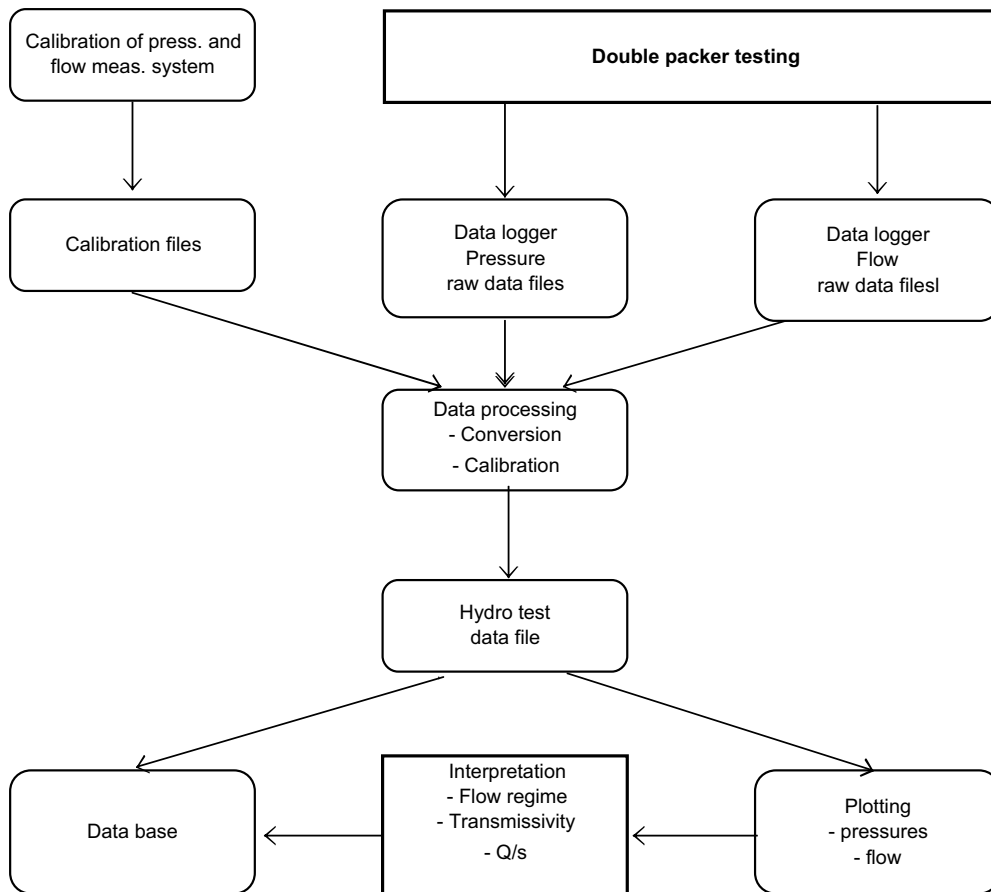 Calibration of press. and
flow meas. system
Double packer testing
Calibration files
Data logger
Pressure
raw data files
Data logger
Flow
raw data filesl
Data processing
- Conversion
- Calibration
Hydro test
data file
Data base
Interpretation
- Flow regime
- Transmissivity
- Q/s
Plotting
- pressures
- flow